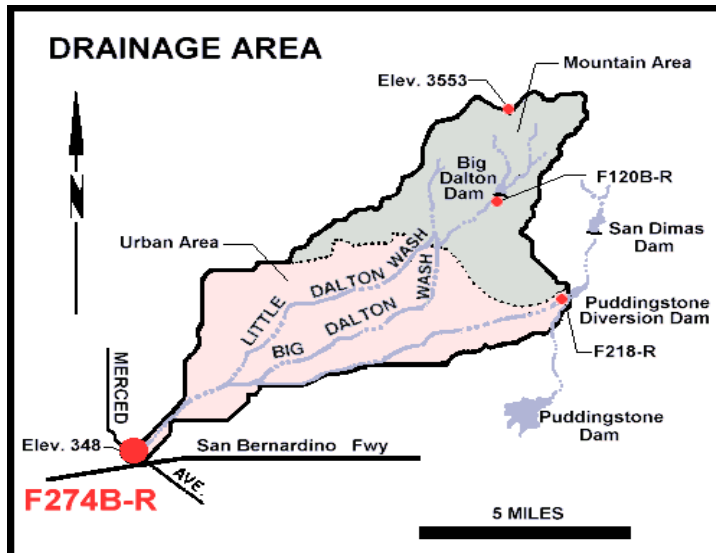 DRAINAGE AREA
Mountain Area
Elev. 3553
N
Big
Dalton
Dam
F120B-R
San Dimas
Dam
Urban Area
LITTLE DALTON WASH
BIG DALTON WASH
Puddingstone
Diversion Dam
F218-R
MERCED
AVE.
Puddingstone
Dam
Elev. 348
San Bernardino Fwy
F274B-R
5 MILES